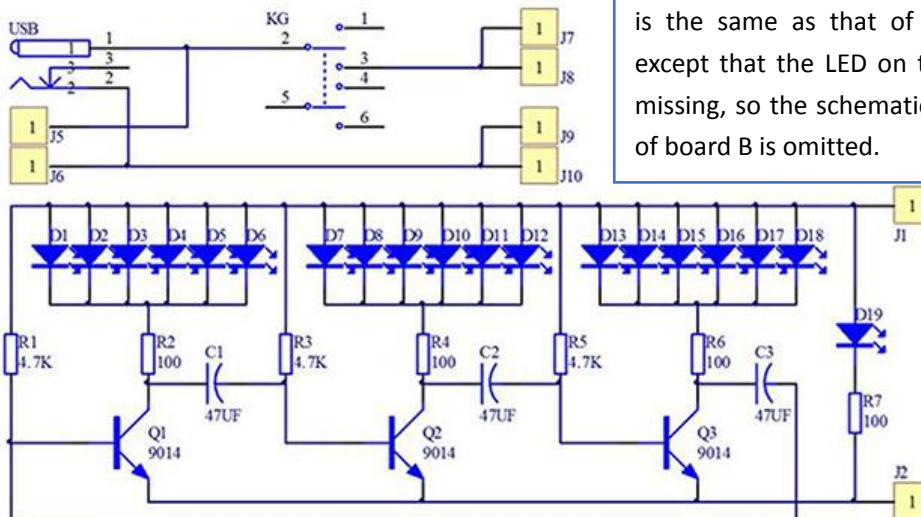 is the same as that of
except that the LED on
missing, so the schematic
of board B is omitted.
USB
1
1
3
3
2
2
KG
2
1
3
4
5
6
1
J5
1
J6
1
J7
1
J8
1
J9
1
J10
D1 D2 D3 D4 D5 D6
D7 D8 D9 D10 D11 D12
D13 D14 D15 D16 D17 D18
1
J1
D19
R1
4.7K
R2
100
C1
47UF
R3
4.7K
R4
100
C2
47UF
R5
4.7K
R6
100
C3
47UF
R7
100
Q1
9014
Q2
9014
Q3
9014
J2
1